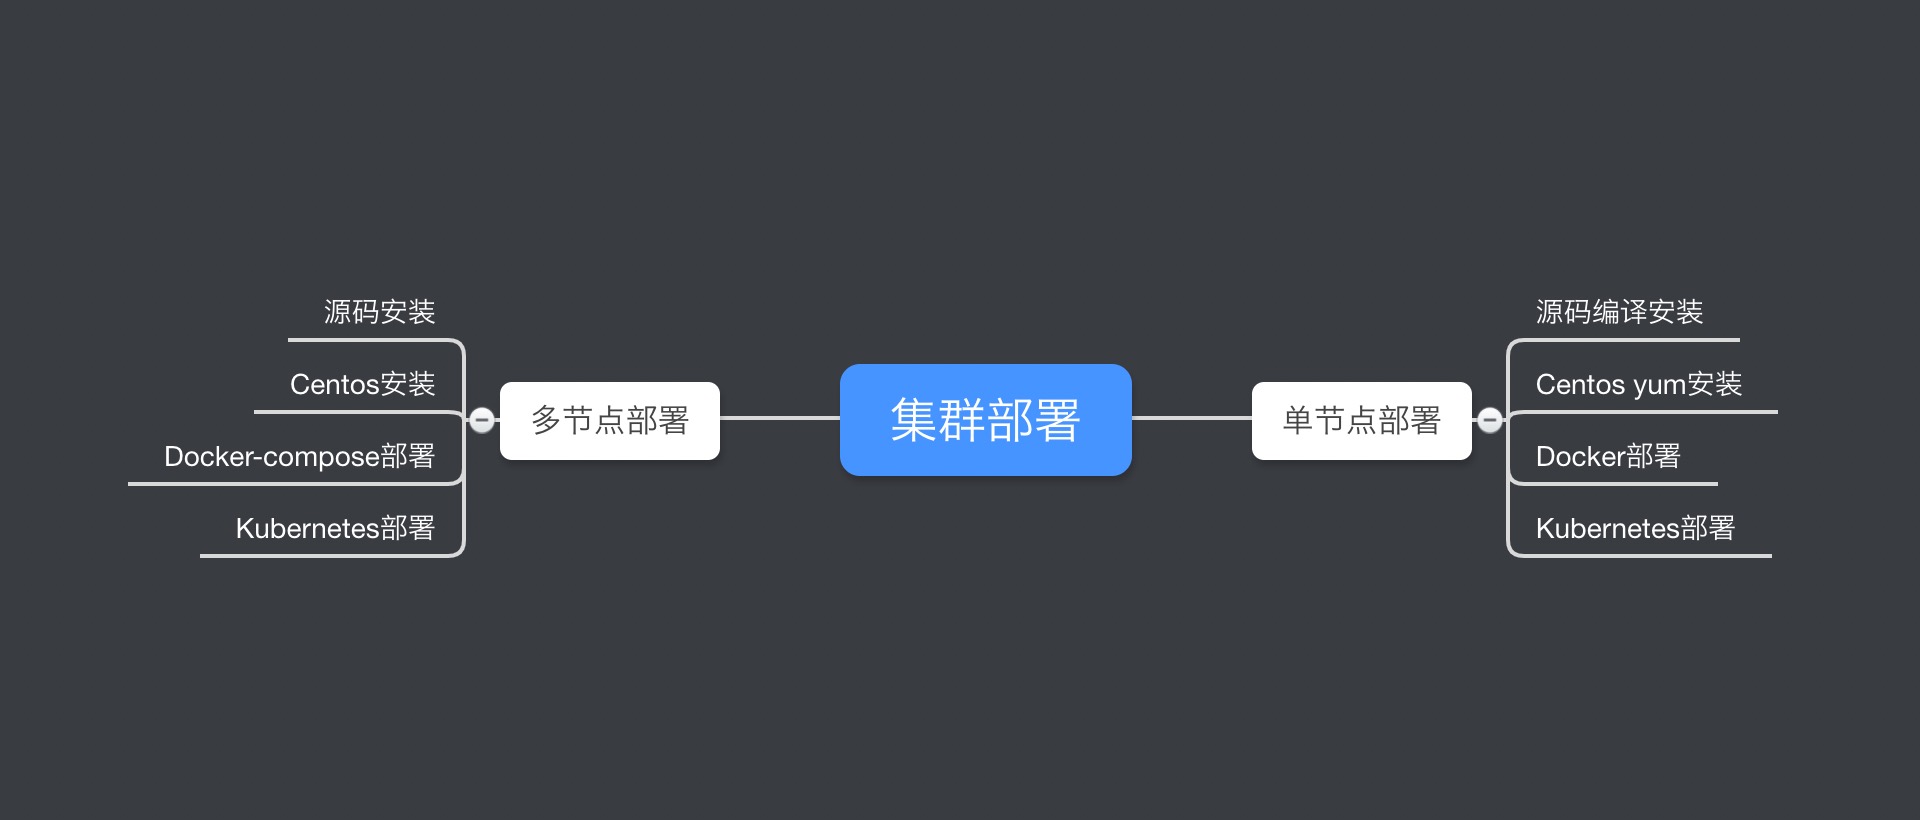 集群部署
多节点部署
源码安装
Centos安装
Docker-compose部署
Kubernetes部署
单节点部署
源码编译安装
Centos yum安装
Docker部署
Kubernetes部署